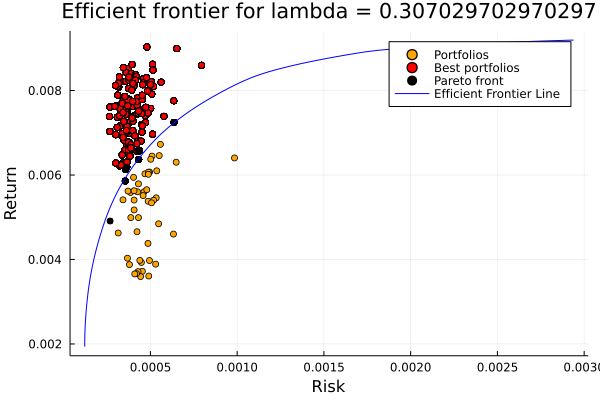 Efficient frontier for lambda = 0.307029702970297
Portfolios
Best portfolios
Pareto front
Efficient Frontier Line
0.008
0.006
0.004
0.002
Return
0.0005
0.0010
0.0015
0.0020
0.0025
0.0030
Risk